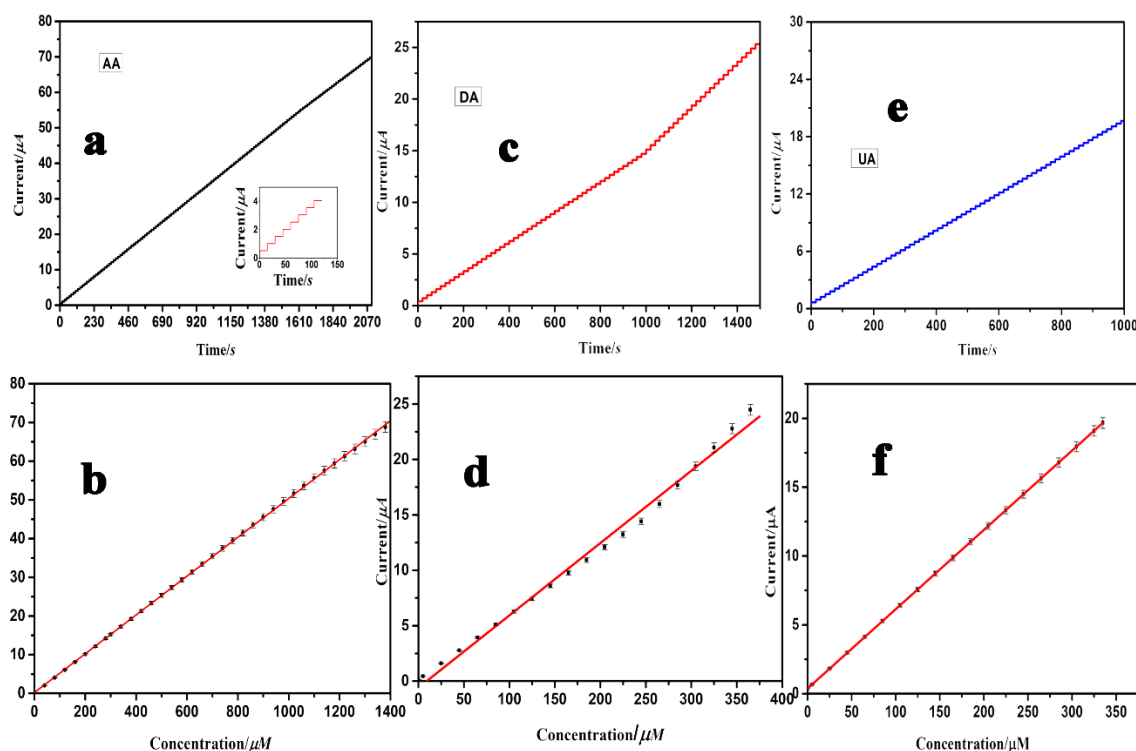 80
70
60
50
40
30
20
10
0
Current/μA
AA
a
4
2
0
Current/μA
0 50 100 150
Time/s
0 230 460 690 920 1150 1380 1610 1840 2070
Time/s
25
20
15
10
5
0
Current/μA
DA
c
0 200 400 600 800 1000 1200 1400
Time/s
30
24
18
12
6
0
Current/μA
UA
e
0 200 400 600 800 1000
Time/s
80
70
60
50
40
30
20
10
0
Current/μA
b
0 200 400 600 800 1000 1200 1400
Concentration/μM
25
20
15
10
5
0
Current/μA
d
0 50 100 150 200 250 300 350 400
Concentration/μM
20
15
10
5
0
Current/μA
f
0 50 100 150 200 250 300 350
Concentration/μM